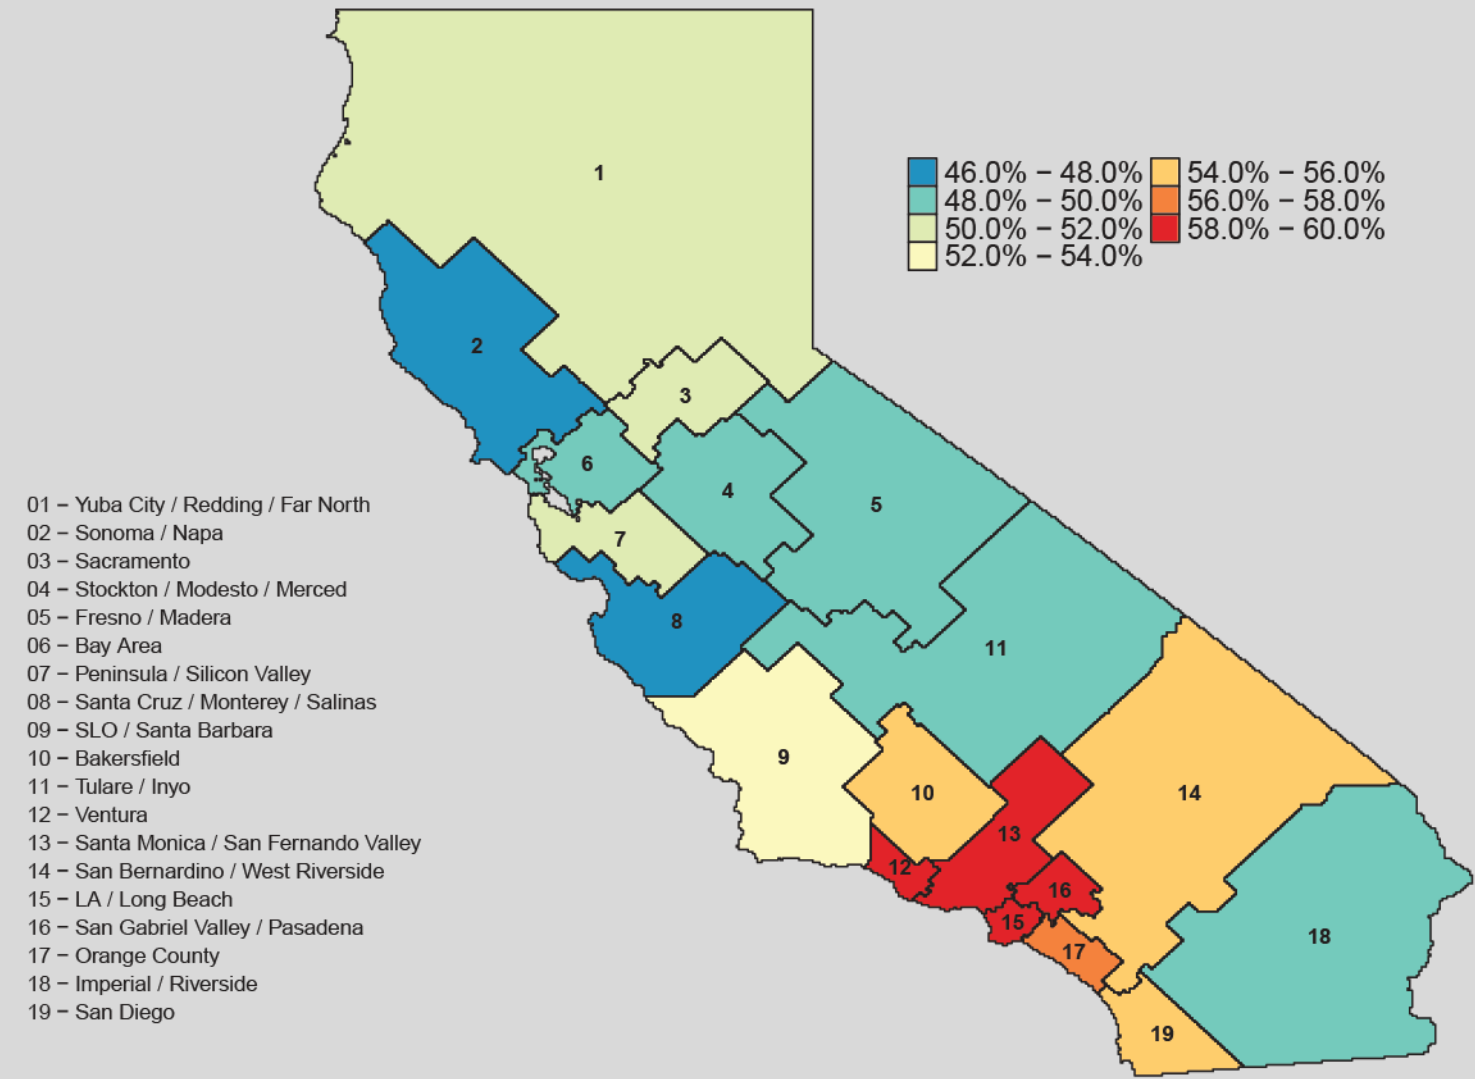 1
46.0% – 48.0%
48.0% – 50.0%
50.0% – 52.0%
52.0% – 54.0%
54.0% – 56.0%
56.0% – 58.0%
58.0% – 60.0%
2
3
6
4
5
7
8
11
9
10
14
13
12
16
15
17
18
19
01 – Yuba City / Redding / Far North
02 – Sonoma / Napa
03 – Sacramento
04 – Stockton / Modesto / Merced
05 – Fresno / Madera
06 – Bay Area
07 – Peninsula / Silicon Valley
08 – Santa Cruz / Monterey / Salinas
09 – SLO / Santa Barbara
10 – Bakersfield
11 – Tulare / Inyo
12 – Ventura
13 – Santa Monica / San Fernando Valley
14 – San Bernardino / West Riverside
15 – LA / Long Beach
16 – San Gabriel Valley / Pasadena
17 – Orange County
18 – Imperial / Riverside
19 – San Diego